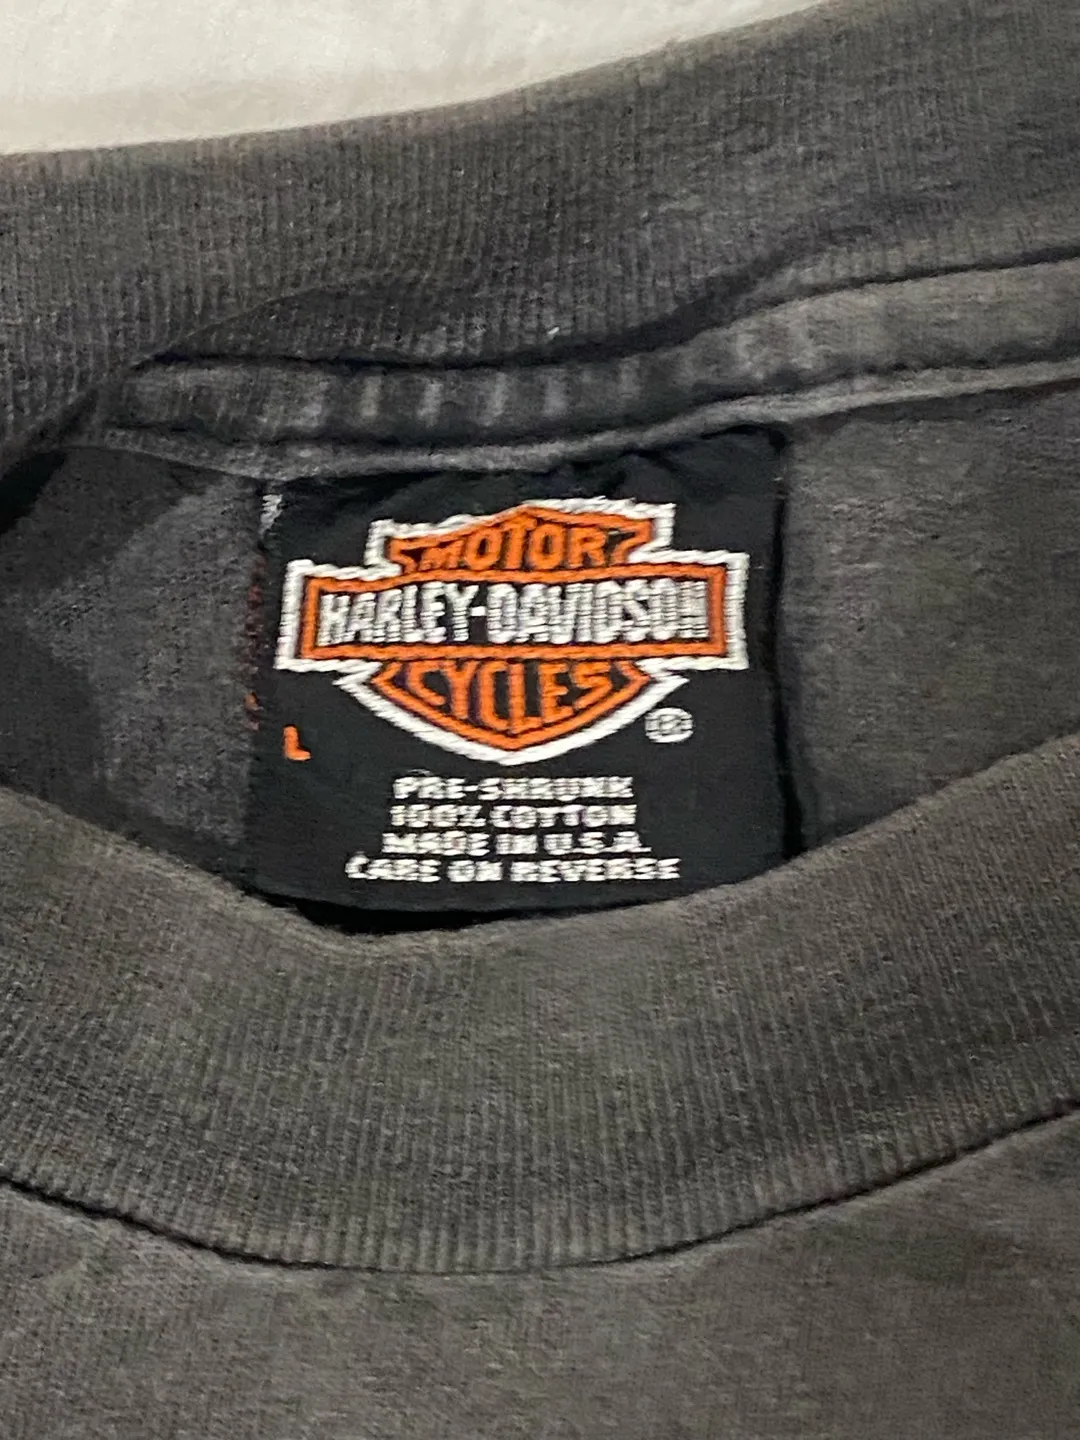 MOTOR
HARLEY-DAVIDSON
CYCLES
®
L
PRE-SHRUNK
100% COTTON
MADE IN U.S.A.
CARE ON REVERSE